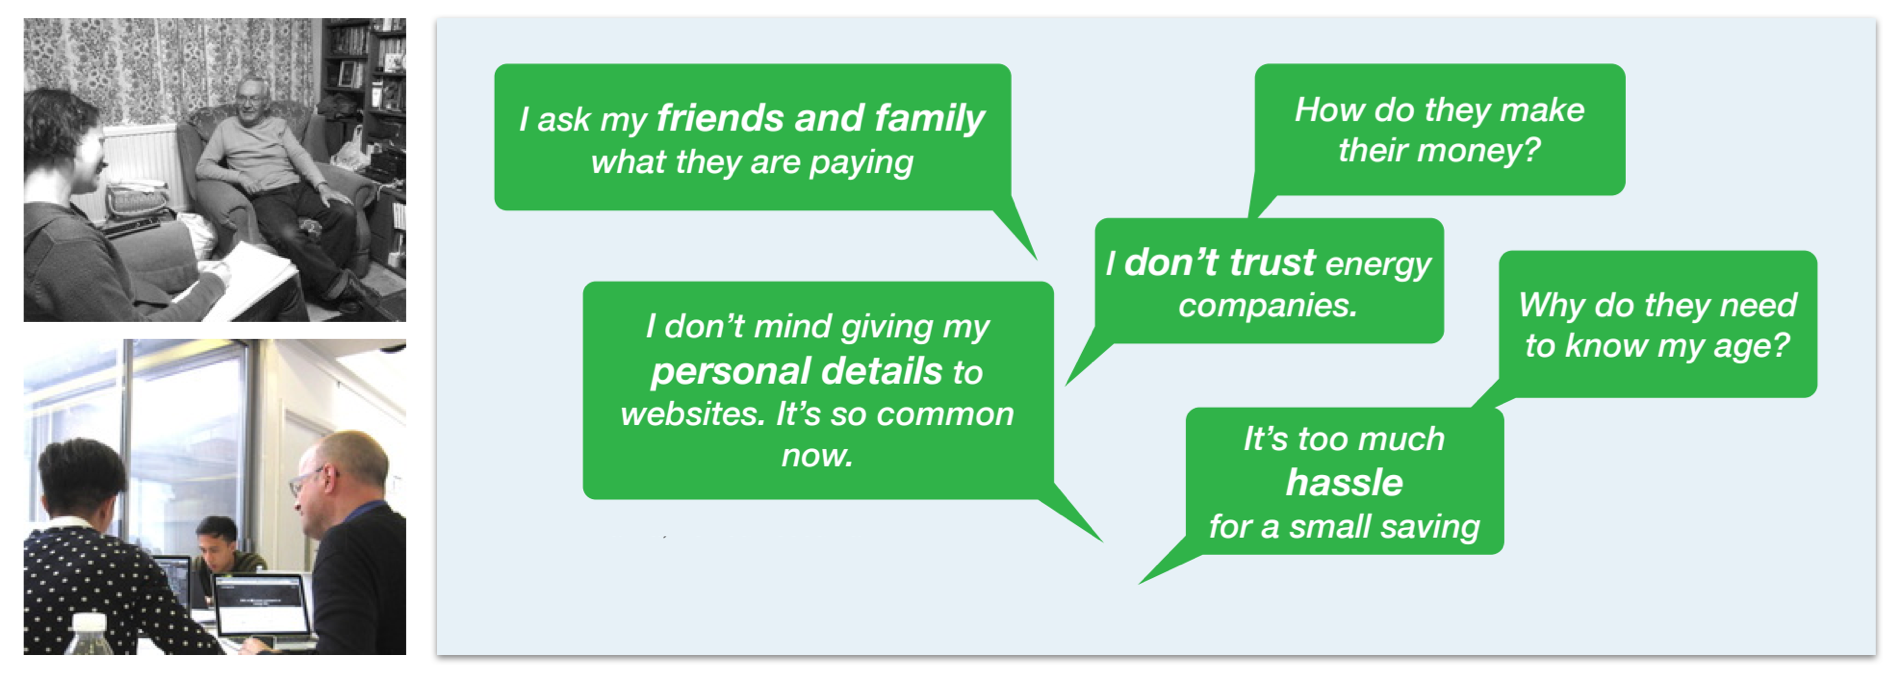 I ask my friends and family
what they are paying
How do they make
their money?
I don't trust energy
companies.
Why do they need
to know my age?
I don't mind giving my
personal details to
websites. It's so common
now.
It's too much
hassle
for a small saving